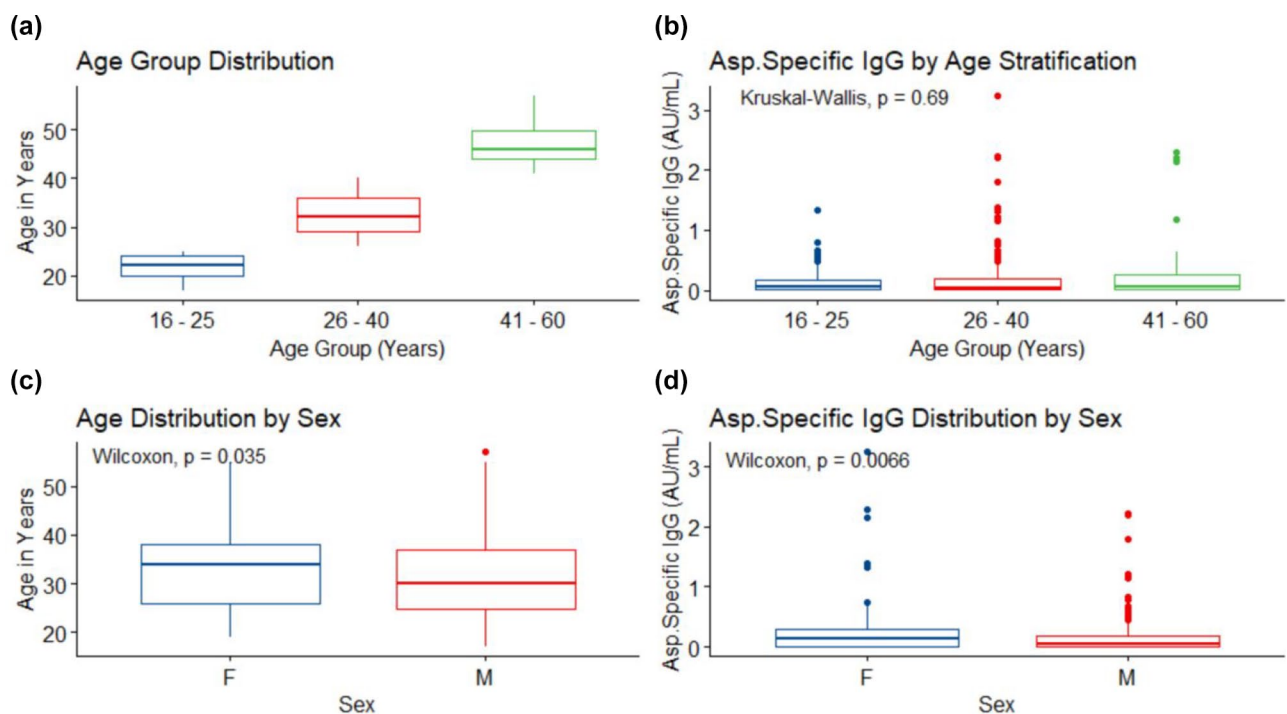 (a)
Age Group Distribution
Age in Years
50
40
30
20
16 - 25
26 - 40
41 - 60
Age Group (Years)
(b)
Asp.Specific IgG by Age Stratification
Kruskal-Wallis, p = 0.69
Asp.Specific IgG (AU/mL)
3
2
1
0
16 - 25
26 - 40
41 - 60
Age Group (Years)
(c)
Age Distribution by Sex
Wilcoxon, p = 0.035
Age in Years
50
40
30
20
F
M
Sex
(d)
Asp.Specific IgG Distribution by Sex
Wilcoxon, p = 0.0066
Asp.Specific IgG (AU/mL)
3
2
1
0
F
M
Sex